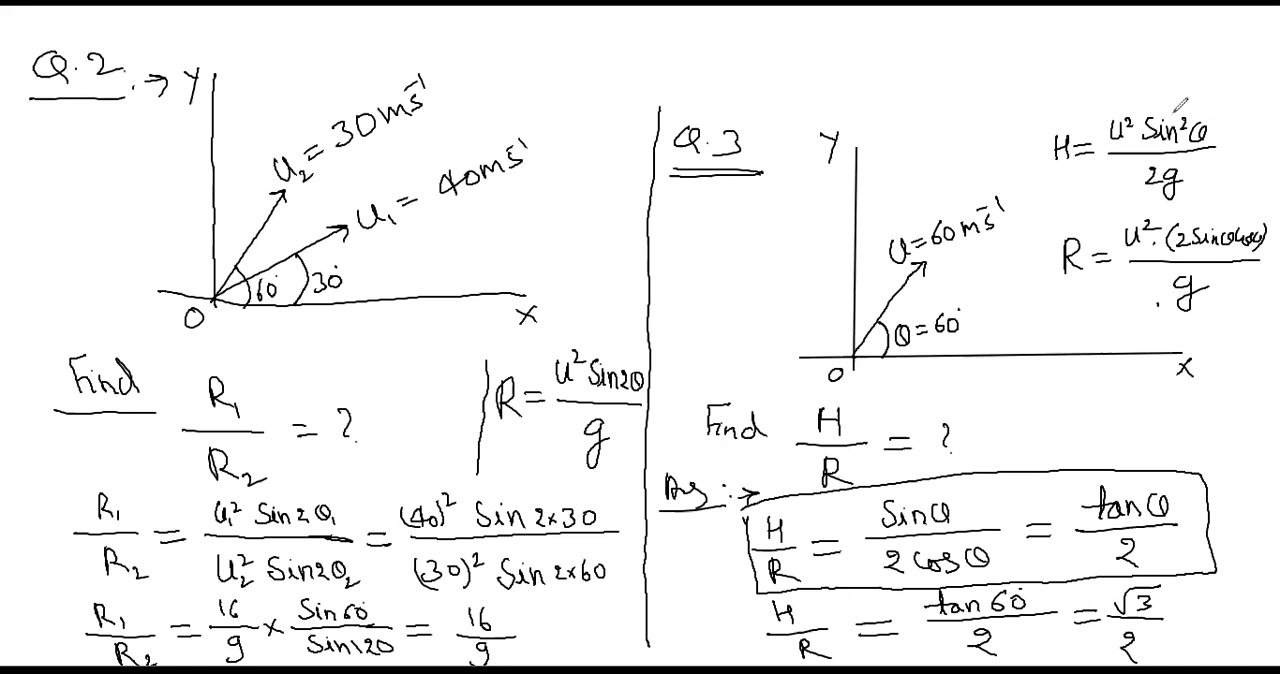 Q.2. → Y
u₂ = 30 ms⁻¹
u₁ = 40 ms⁻¹
60° 30°
O X
Find R₁/R₂ = ?
R = u² Sin2θ / g
R₁/R₂ = u₁² Sin2θ₁ / u₂² Sin2θ₂ = (40)² Sin 2×30 / (30)² Sin 2×60
R₁/R₂ = 16/9 × Sin60°/Sin120 = 16/9
Q.3 Y
H = u² Sin²θ / 2g
R = u². (2Sinθcosθ) / g
U = 60 ms⁻¹
θ = 60°
O X
Find H/R = ?
Ans :→
H/R = Sinθ / 2 cosθ = tanθ / 2
H/R = tan 60° / 2 = √3 / 2